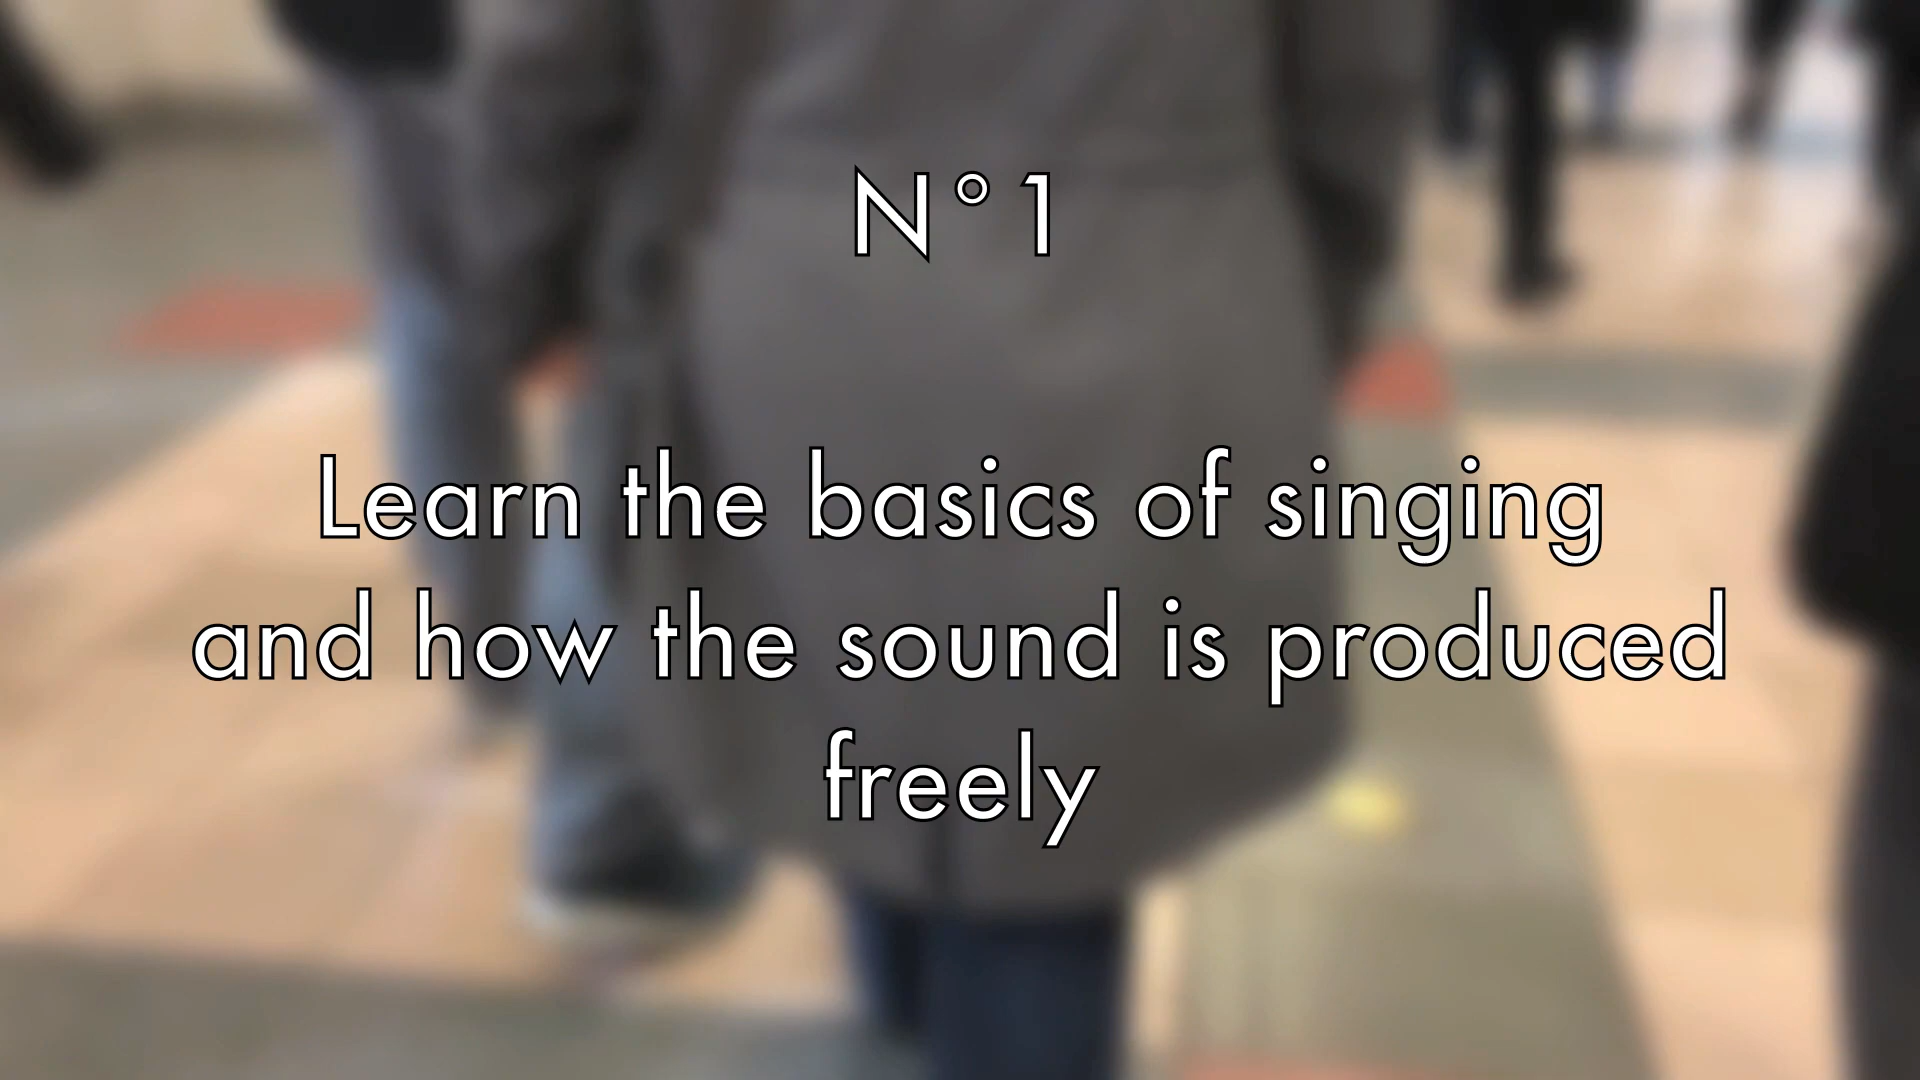 N°1
Learn the basics of singing
and how the sound is produced
freely